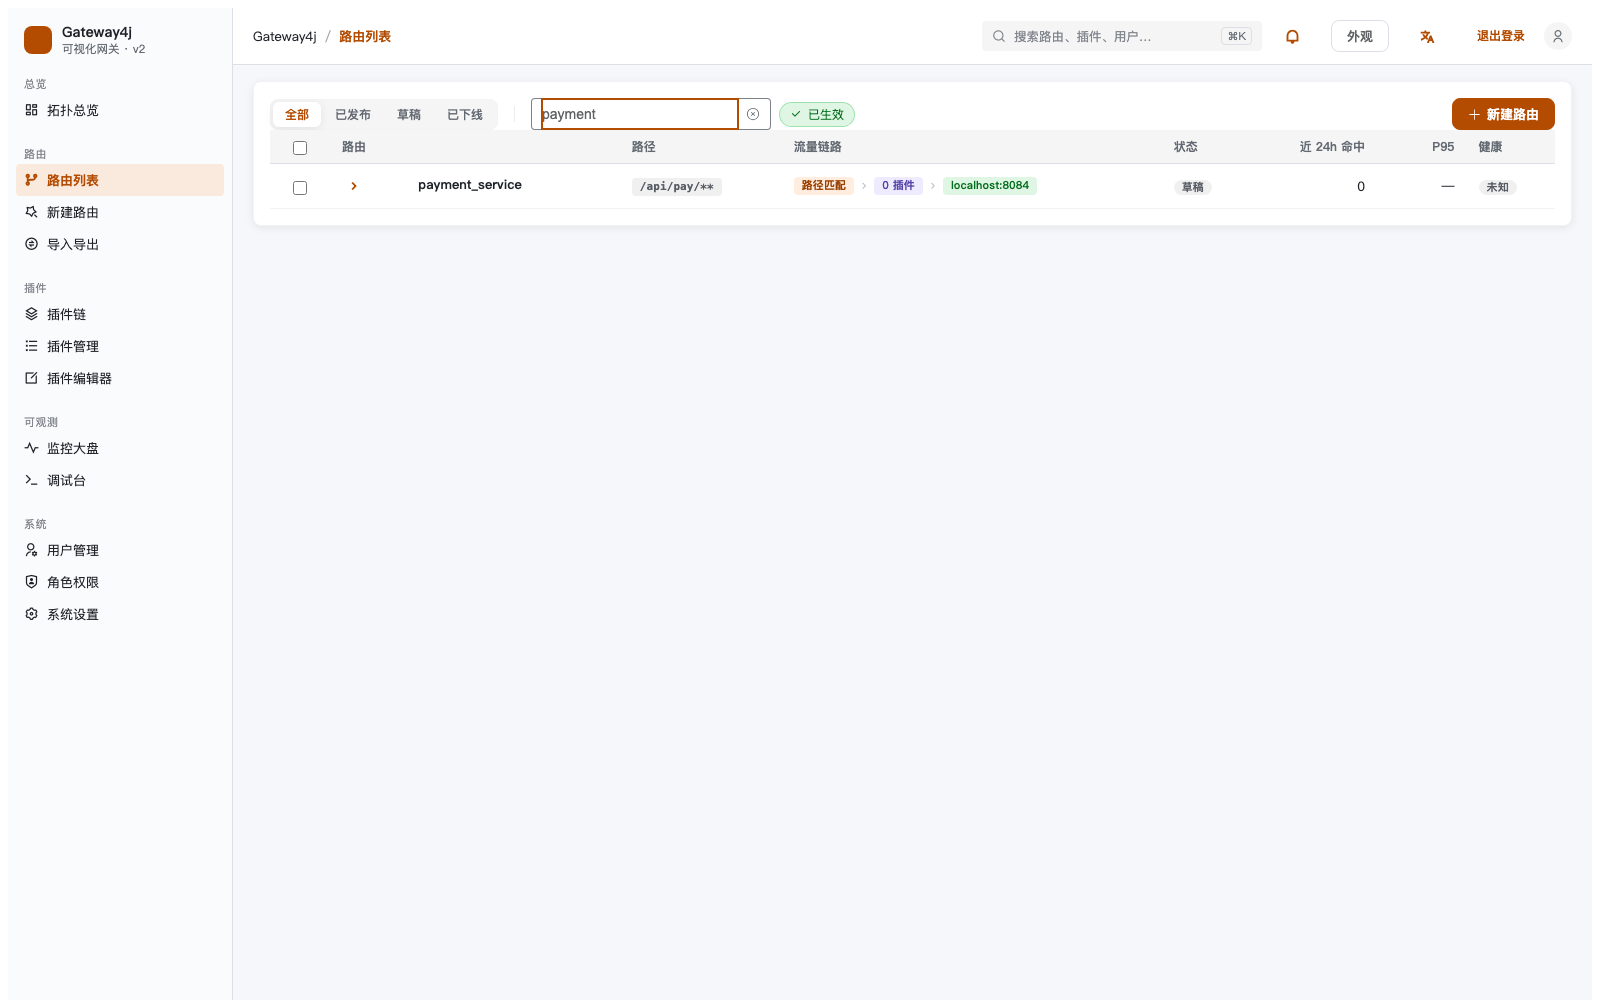 Gateway4j
可视化网关 · v2
总览
拓扑总览
路由
路由列表
新建路由
导入导出
插件
插件链
插件管理
插件编辑器
可观测
监控大盘
调试台
系统
用户管理
角色权限
系统设置
Gateway4j / 路由列表
搜索路由、插件、用户… ⌘K
外观
退出登录
全部 已发布 草稿 已下线
payment
已生效
新建路由
路由 路径 流量链路 状态 近 24h 命中 P95 健康
payment_service /api/pay/** 路径匹配 › 0 插件 › localhost:8084 草稿 0 — 未知